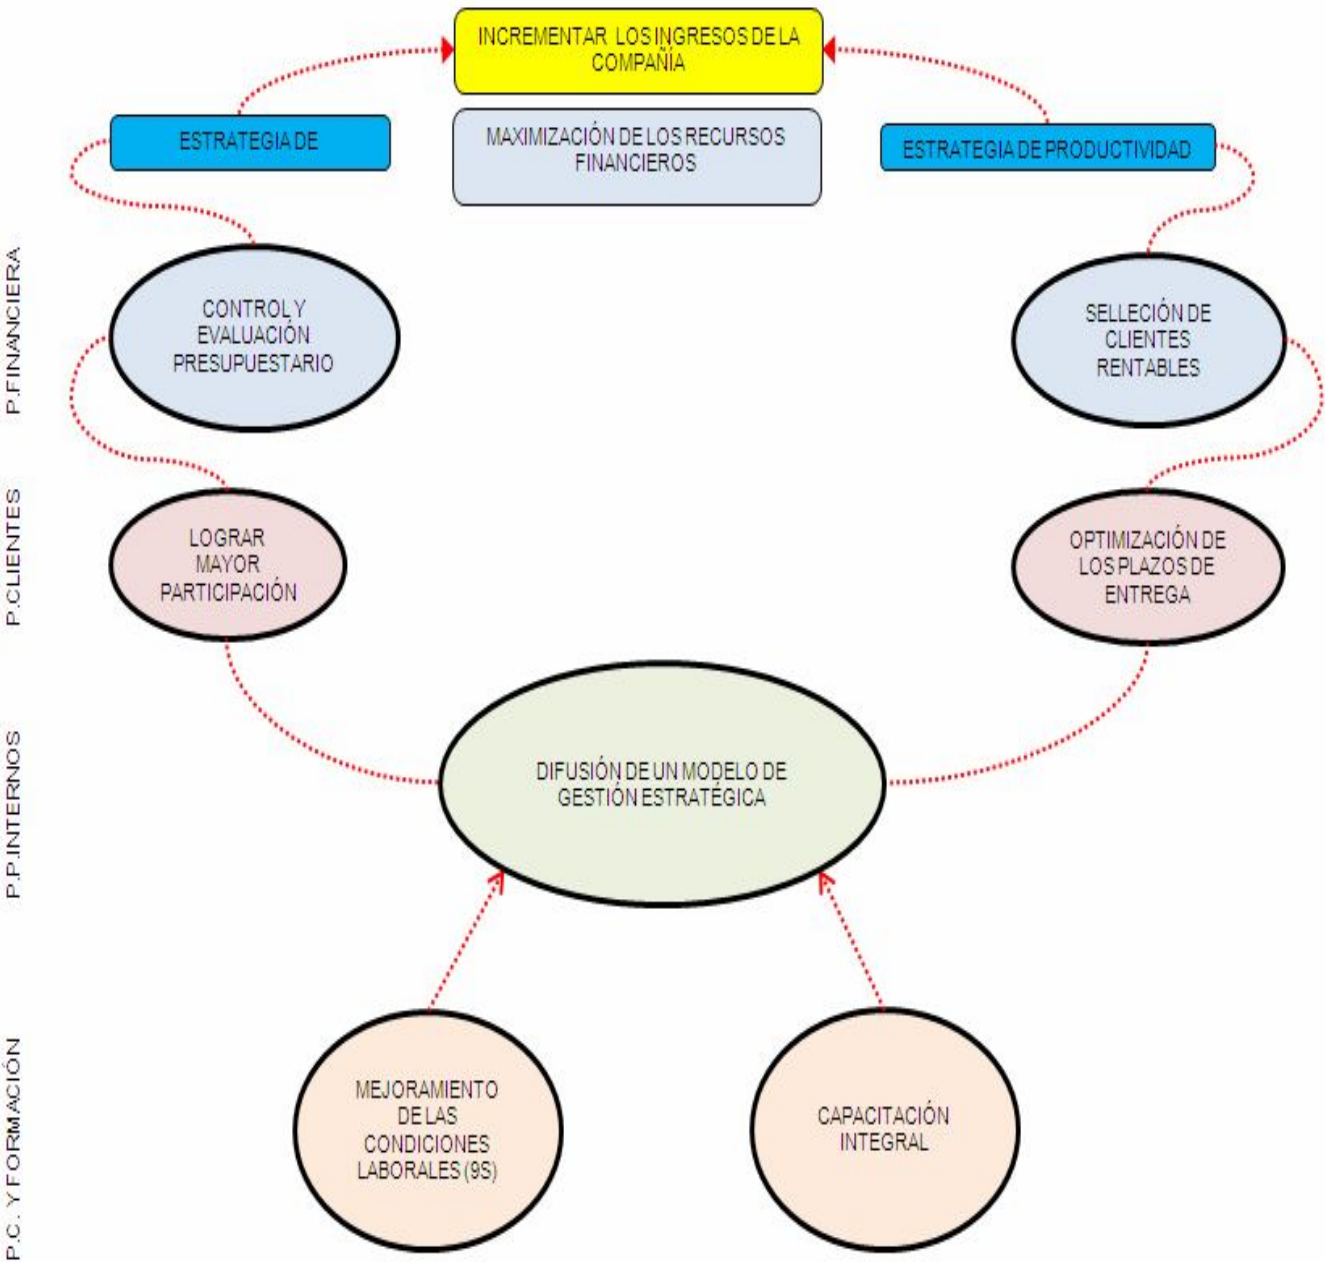 INCREMENTAR LOS INGRESOS DE LA
COMPAÑÍA
ESTRATEGIA DE
MAXIMIZACIÓN DE LOS RECURSOS
FINANCIEROS
ESTRATEGIA DE PRODUCTIVIDAD
P.FINANCIERA
CONTROL Y
EVALUACIÓN
PRESUPUESTARIO
SELLECIÓN DE
CLIENTES
RENTABLES
P.CLIENTES
LOGRAR
MAYOR
PARTICIPACIÓN
OPTIMIZACIÓN DE
LOS PLAZOS DE
ENTREGA
P.P.INTERNOS
DIFUSIÓN DE UN MODELO DE
GESTIÓN ESTRATÉGICA
P.C. Y FORMACIÓN
MEJORAMIENTO
DE LAS
CONDICIONES
LABORALES (9S)
CAPACITACIÓN
INTEGRAL